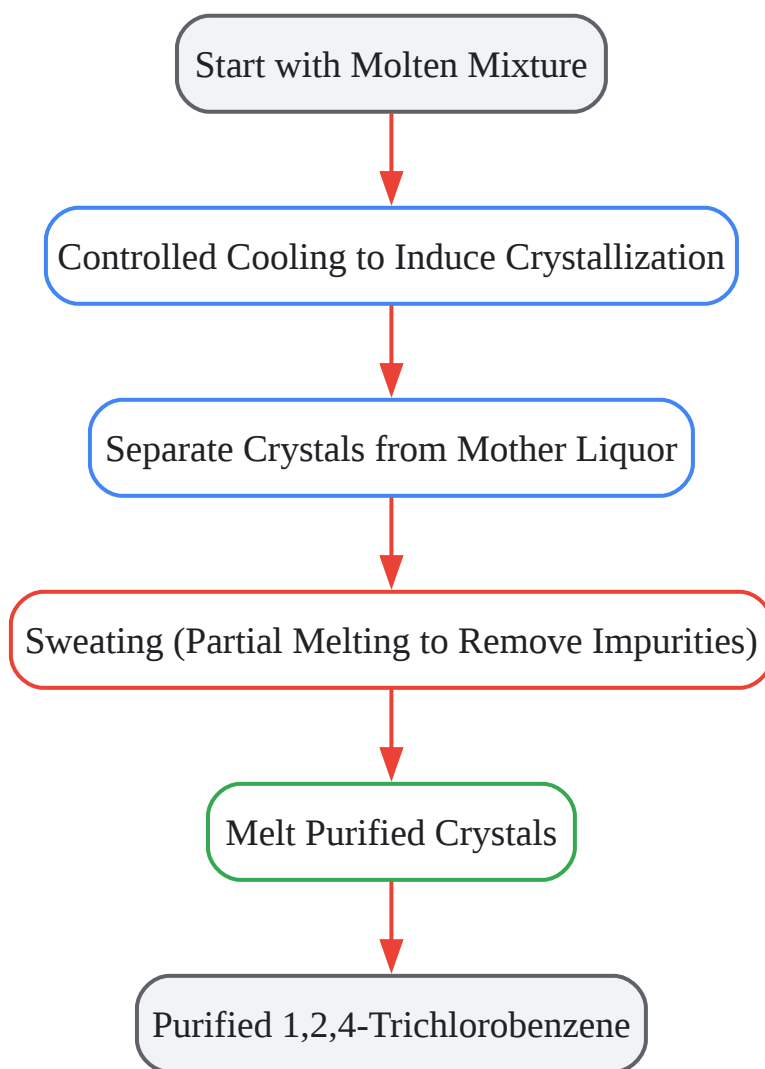 Start with Molten Mixture
Controlled Cooling to Induce Crystallization
Separate Crystals from Mother Liquor
Sweating (Partial Melting to Remove Impurities)
Melt Purified Crystals
Purified 1,2,4-Trichlorobenzene